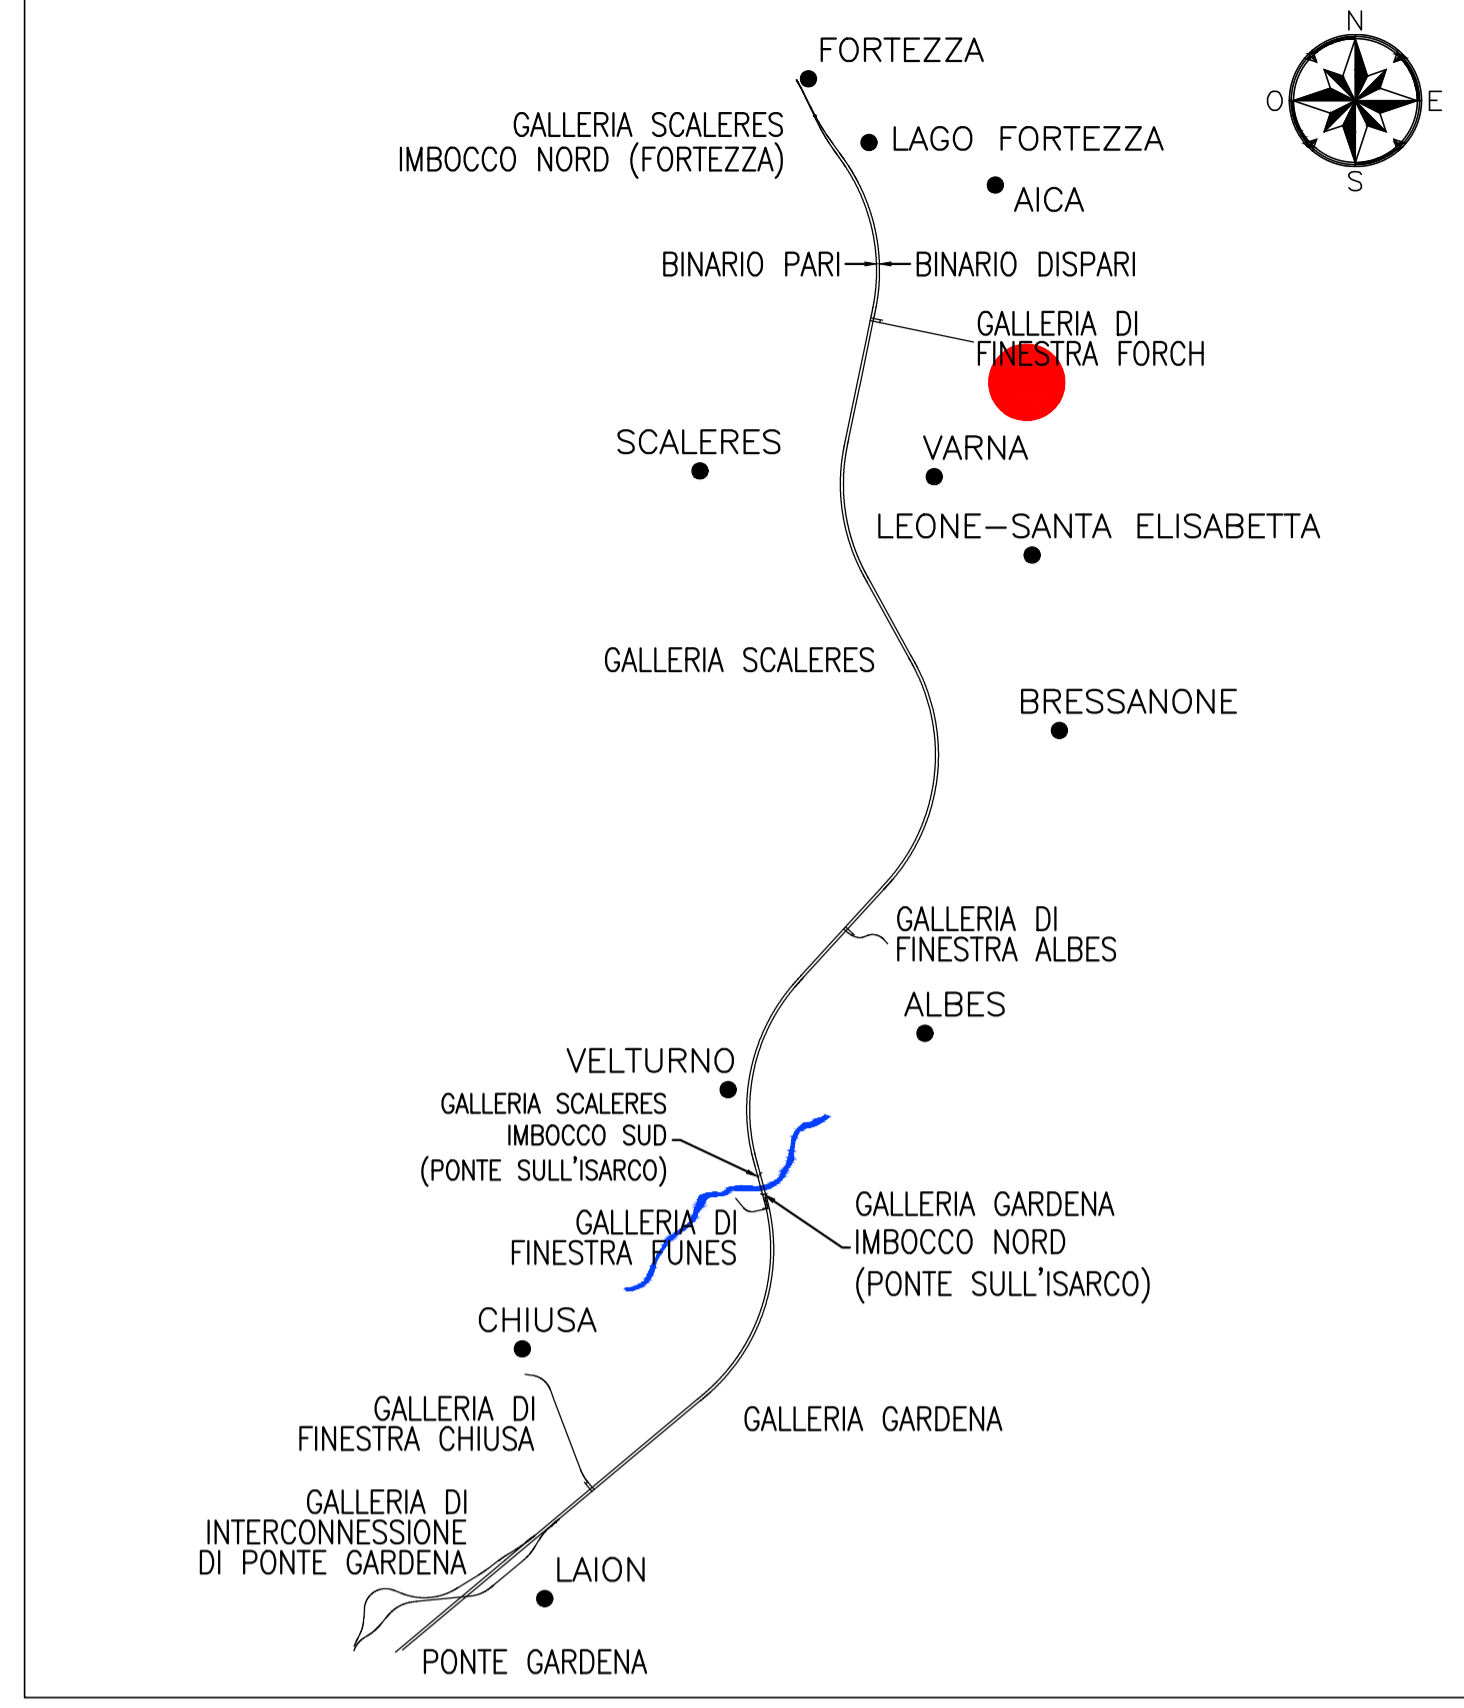 N
FORTEZZA
O
E
GALLERIA SCALERES
IMBOCCO NORD (FORTEZZA)
LAGO FORTEZZA
S
AICA
BINARIO PARI
BINARIO DISPARI
GALLERIA DI
FINESTRA FORCH
SCALERES
VARNA
LEONE-SANTA ELISABETTA
GALLERIA SCALERES
BRESSANONE
GALLERIA DI
FINESTRA ALBES
ALBES
VELTURNO
GALLERIA SCALERES
IMBOCCO SUD
(PONTE SULL'ISARCO)
GALLERIA GARDENA
IMBOCCO NORD
(PONTE SULL'ISARCO)
GALLERIA DI
FINESTRA FUNES
CHIUSA
GALLERIA DI
FINESTRA CHIUSA
GALLERIA GARDENA
GALLERIA DI
INTERCONNESSIONE
DI PONTE GARDENA
LAION
PONTE GARDENA